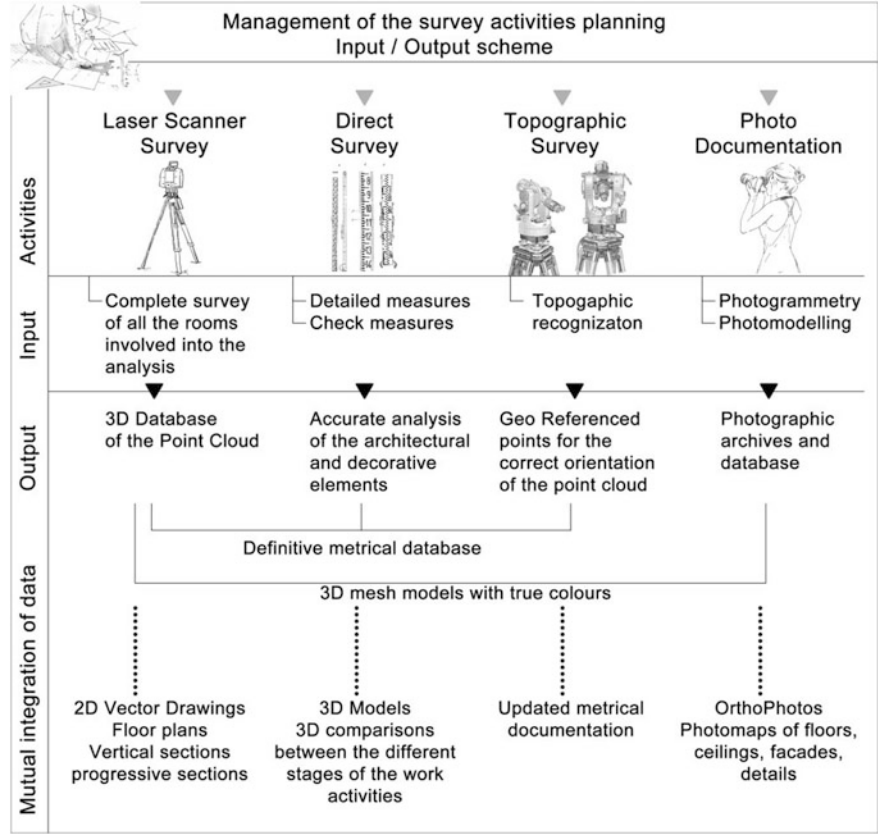 Management of the survey activities planning
Input / Output scheme
Activities
Laser Scanner
Survey
Direct
Survey
Topographic
Survey
Photo
Documentation
Input
Complete survey
of all the rooms
involved into the
analysis
Detailed measures
Check measures
Topogaphic
recognizaton
Photogrammetry
Photomodelling
Output
3D Database
of the Point Cloud
Accurate analysis
of the architectural
and decorative
elements
Geo Referenced
points for the
correct orientation
of the point cloud
Photographic
archives and
database
Mutual integration of data
Definitive metrical database
3D mesh models with true colours
2D Vector Drawings
Floor plans
Vertical sections
progressive sections
3D Models
3D comparisons
between the different
stages of the work
activities
Updated metrical
documentation
OrthoPhotos
Photomaps of floors,
ceilings, facades,
details